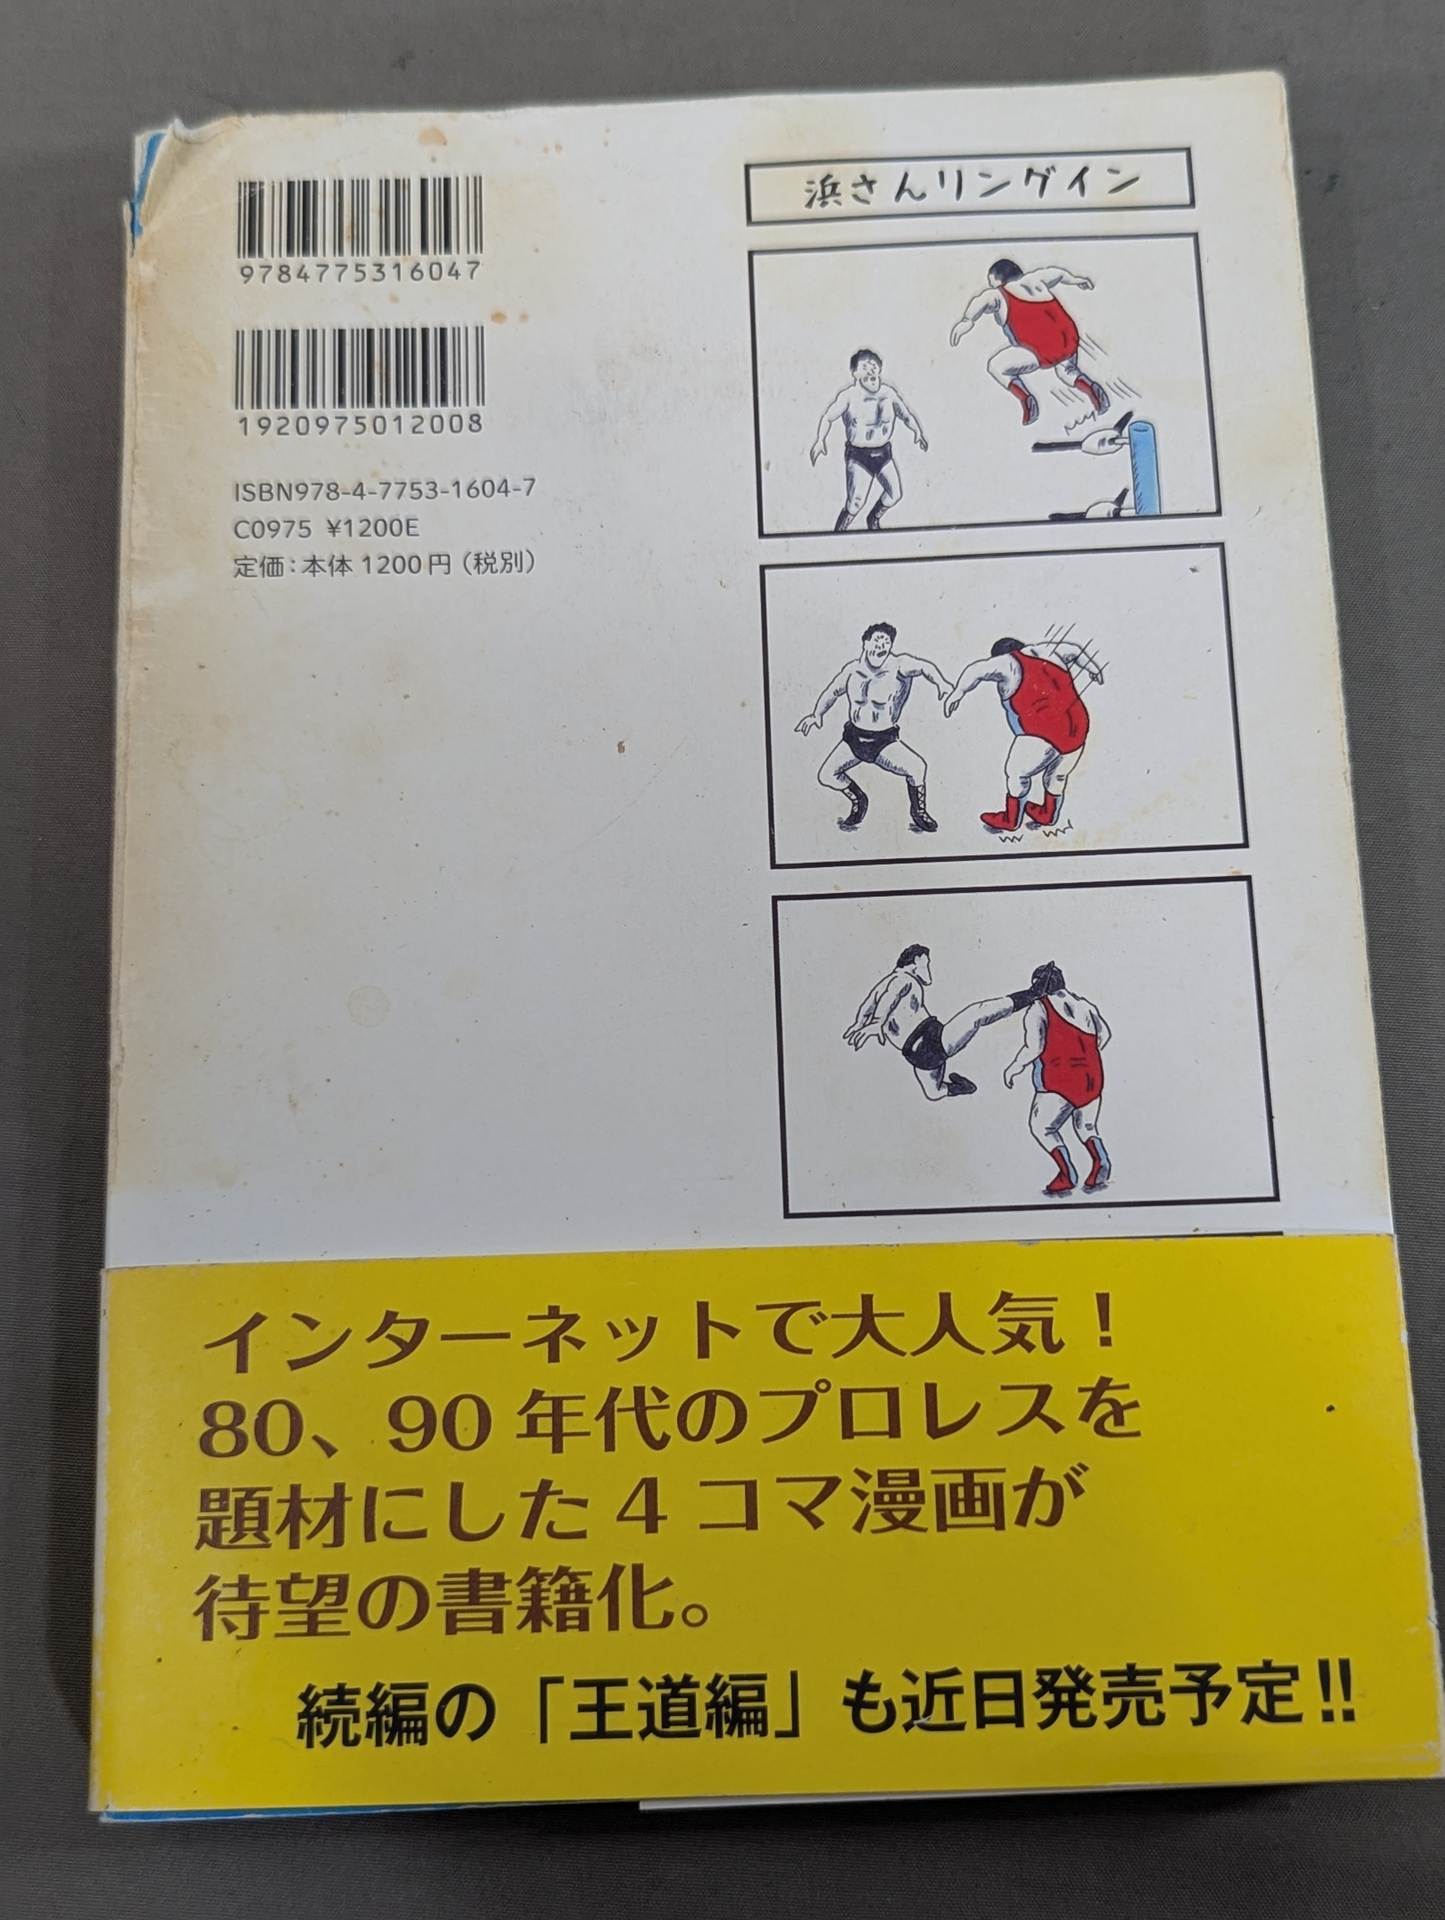 9784775316047
1920975012008
ISBN978-4-7753-1604-7
C0975 ¥1200E
定価：本体1200円（税別）
浜さんリングイン
インターネットで大人気！
80、90年代のプロレスを
題材にした4コマ漫画が
待望の書籍化。
続編の「王道編」も近日発売予定!!